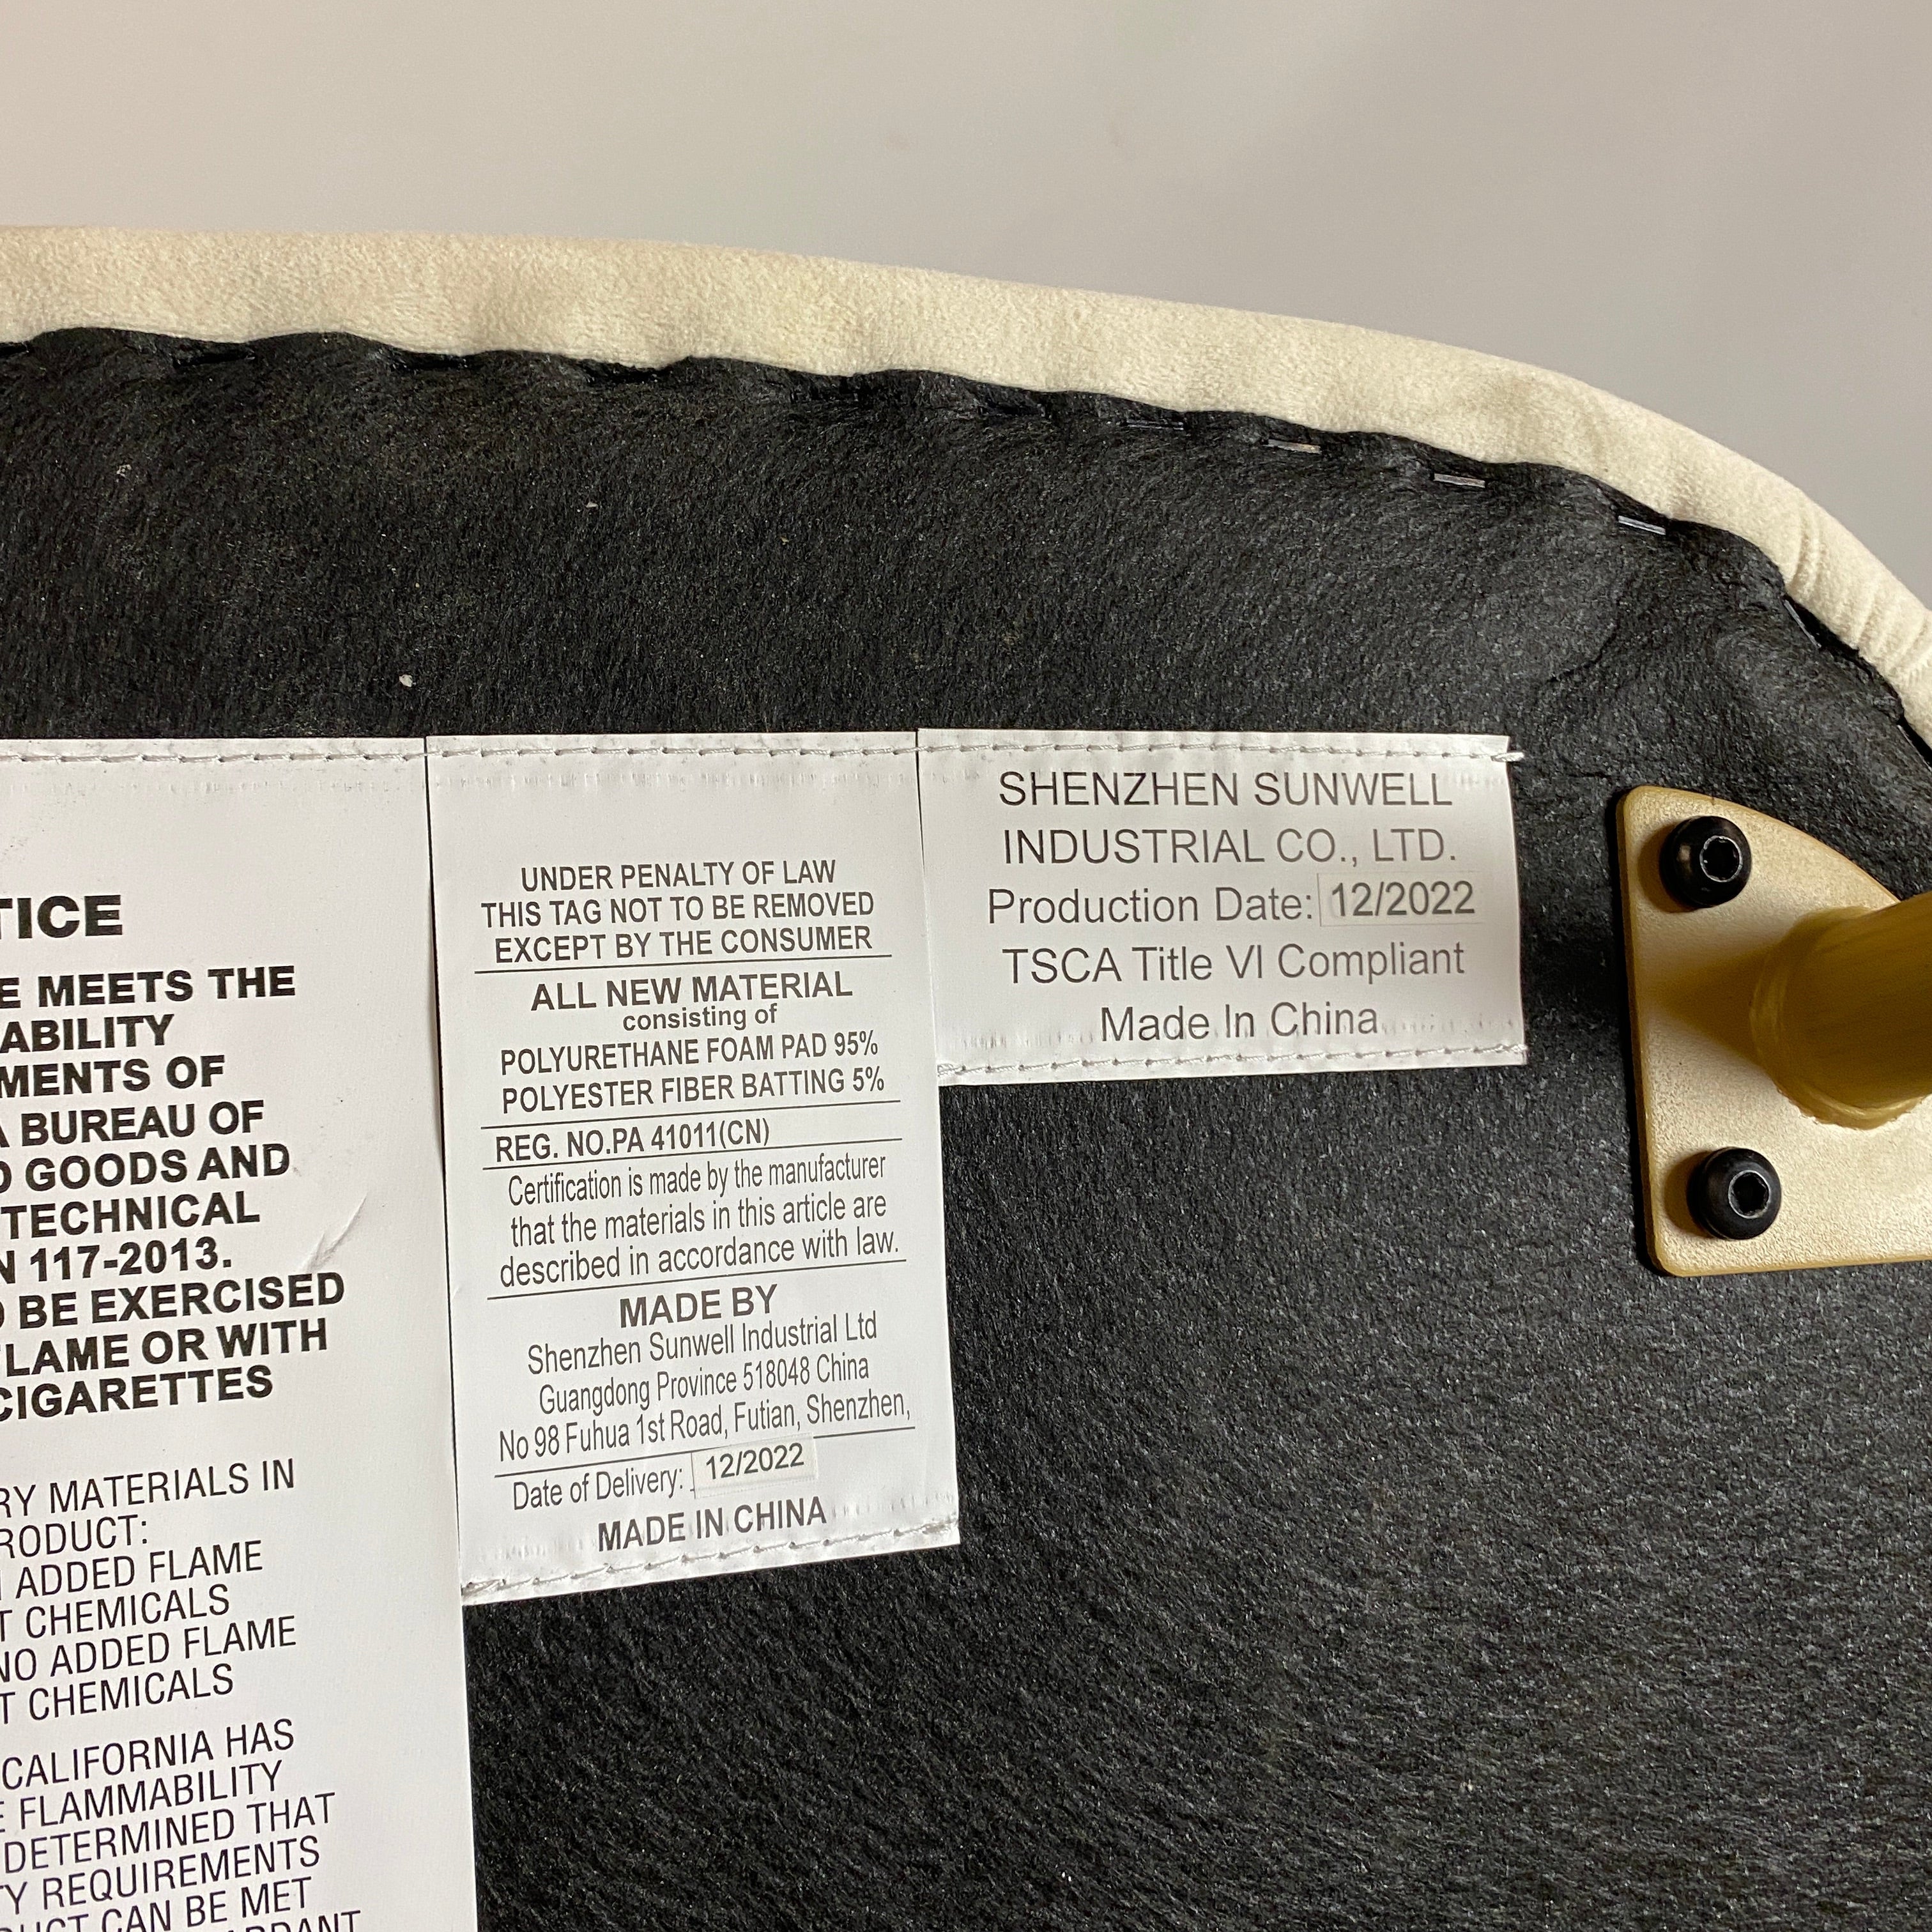 TICE
E MEETS THE
ABILITY
MENTS OF
A BUREAU OF
D GOODS AND
TECHNICAL
N 117-2013.
O BE EXERCISED
FLAME OR WITH
CIGARETTES
RY MATERIALS IN
RODUCT:
ADDED FLAME
T CHEMICALS
NO ADDED FLAME
T CHEMICALS
CALIFORNIA HAS
E FLAMMABILITY
DETERMINED THAT
TY REQUIREMENTS
DUCT CAN BE MET
UNDER PENALTY OF LAW
THIS TAG NOT TO BE REMOVED
EXCEPT BY THE CONSUMER
ALL NEW MATERIAL
consisting of
POLYURETHANE FOAM PAD 95%
POLYESTER FIBER BATTING 5%
REG. NO.PA 41011(CN)
Certification is made by the manufacturer
that the materials in this article are
described in accordance with law.
MADE BY
Shenzhen Sunwell Industrial Ltd
Guangdong Province 518048 China
No 98 Fuhua 1st Road, Futian, Shenzhen,
Date of Delivery: 12/2022
MADE IN CHINA
SHENZHEN SUNWELL
INDUSTRIAL CO., LTD.
Production Date: 12/2022
TSCA Title VI Compliant
Made In China